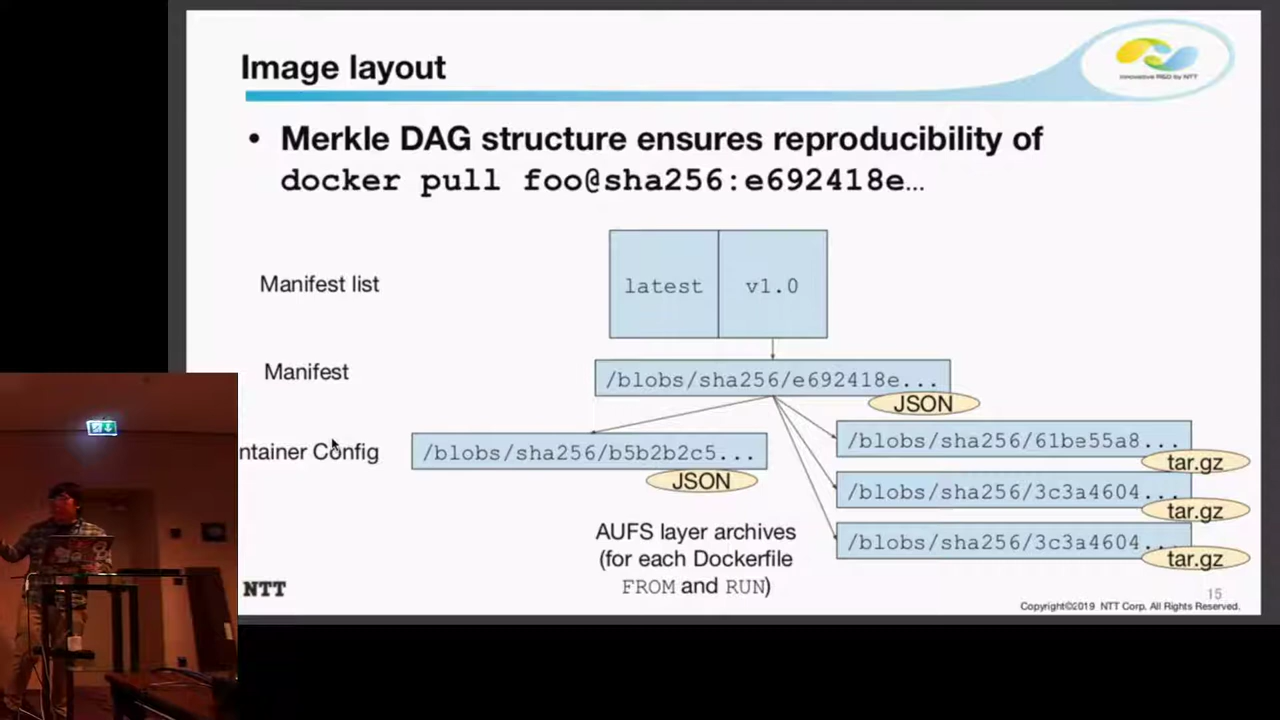 Image layout
Innovative R&D by NTT
• Merkle DAG structure ensures reproducibility of
docker pull foo@sha256:e692418e…
Manifest list
latest
v1.0
Manifest
/blobs/sha256/e692418e...
JSON
ntainer Config
/blobs/sha256/b5b2b2c5...
JSON
/blobs/sha256/61be55a8...
tar.gz
/blobs/sha256/3c3a4604...
tar.gz
/blobs/sha256/3c3a4604...
tar.gz
AUFS layer archives
(for each Dockerfile
FROM and RUN)
NTT
15
Copyright©2019 NTT Corp. All Rights Reserved.